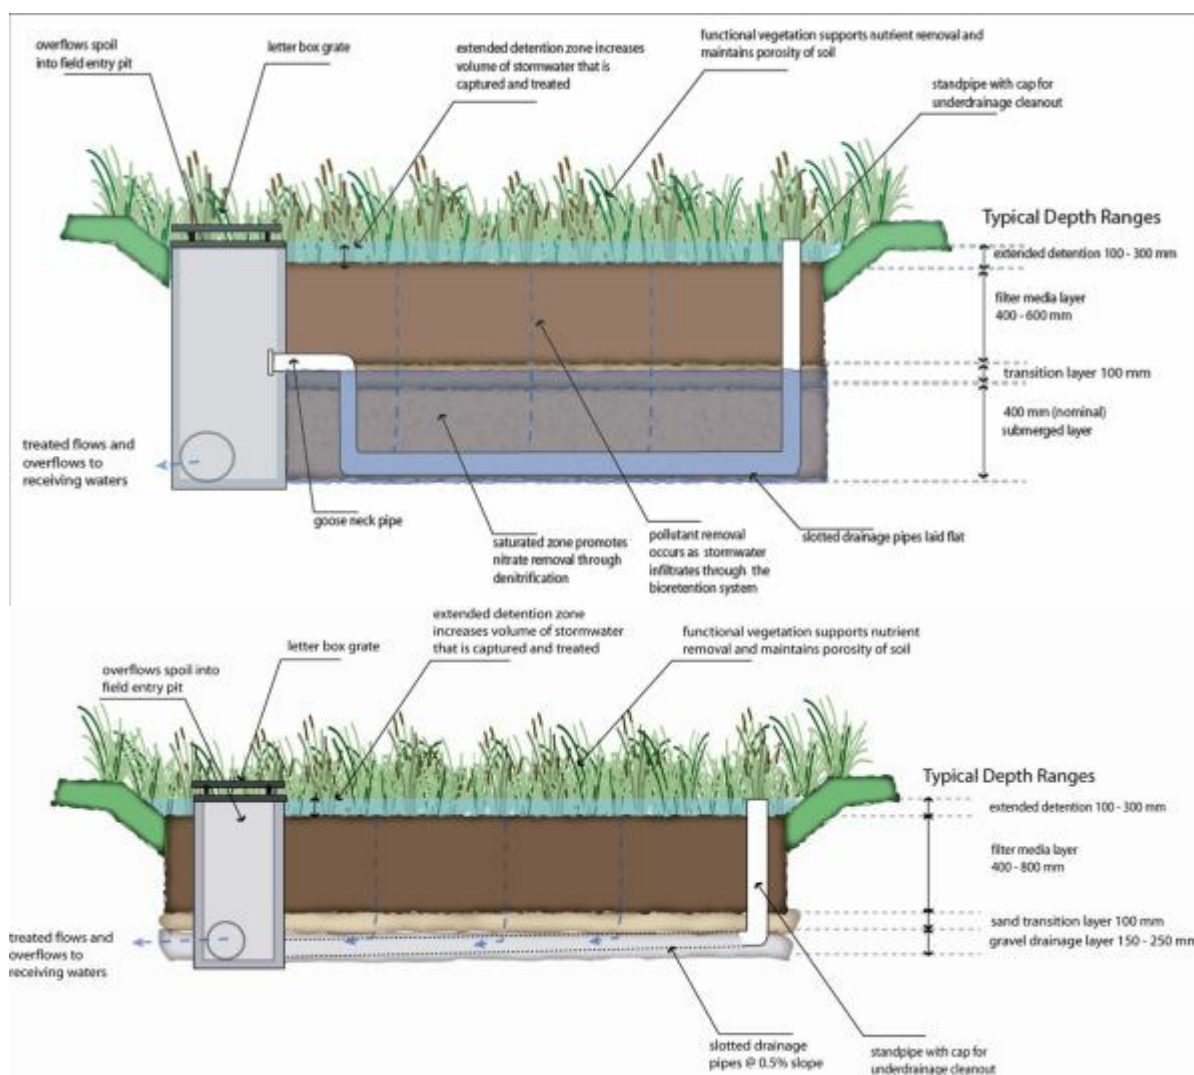 overflows spoil
into field entry pit
letter box grate
extended detention zone increases
volume of stormwater that is
captured and treated
functional vegetation supports nutrient removal and
maintains porosity of soil
standpipe with cap for
underdrainage cleanout
Typical Depth Ranges
extended detention 100 - 300 mm
filter media layer
400 - 600 mm
transition layer 100 mm
400 mm (nominal)
submerged layer
treated flows and
overflows to
receiving waters
goose neck pipe
saturated zone promotes
nitrate removal through
denitrification
pollutant removal
occurs as stormwater
infiltrates through the
bioretention system
slotted drainage pipes laid flat
extended detention zone
increases volume of stormwater
that is captured and treated
letter box grate
overflows spoil into
field entry pit
functional vegetation supports nutrient
removal and maintains porosity of soil
Typical Depth Ranges
extended detention 100 - 300 mm
filter media layer
400 - 800 mm
sand transition layer 100 mm
gravel drainage layer 150 - 250 mm
treated flows and
overflows to
receiving waters
slotted drainage
pipes @ 0.5% slope
standpipe with cap for
underdrainage cleanout